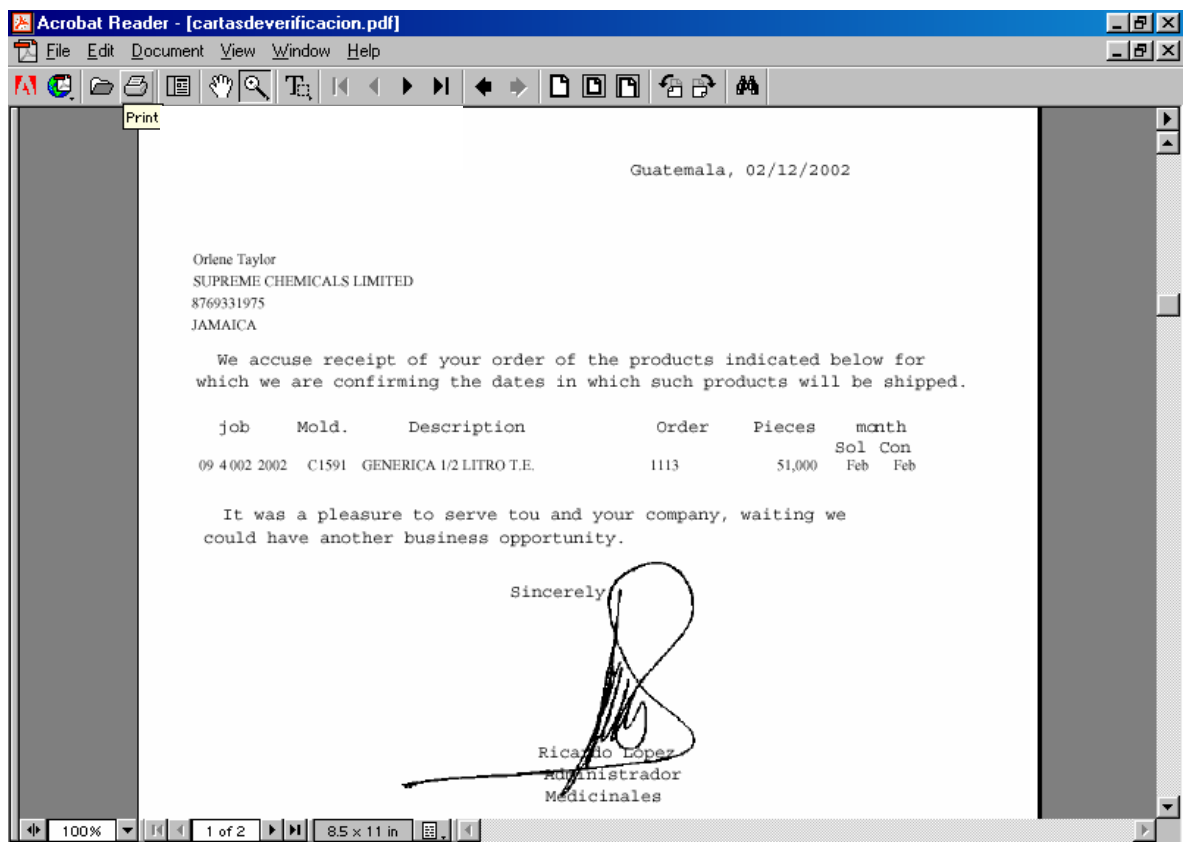 Acrobat Reader - [cartasdeverificacion.pdf]
File Edit Document View Window Help
Print
Guatemala, 02/12/2002
Orlene Taylor
SUPREME CHEMICALS LIMITED
8769331975
JAMAICA
We accuse receipt of your order of the products indicated below for
which we are confirming the dates in which such products will be shipped.
job Mold. Description Order Pieces month
Sol Con
09 4 002 2002 C1591 GENERICA 1/2 LITRO T.E. 1113 51,000 Feb Feb
It was a pleasure to serve tou and your company, waiting we
could have another business opportunity.
Sincerely
Ricardo Lopez
Administrador
Medicinales
100% 1 of 2 8.5 x 11 in